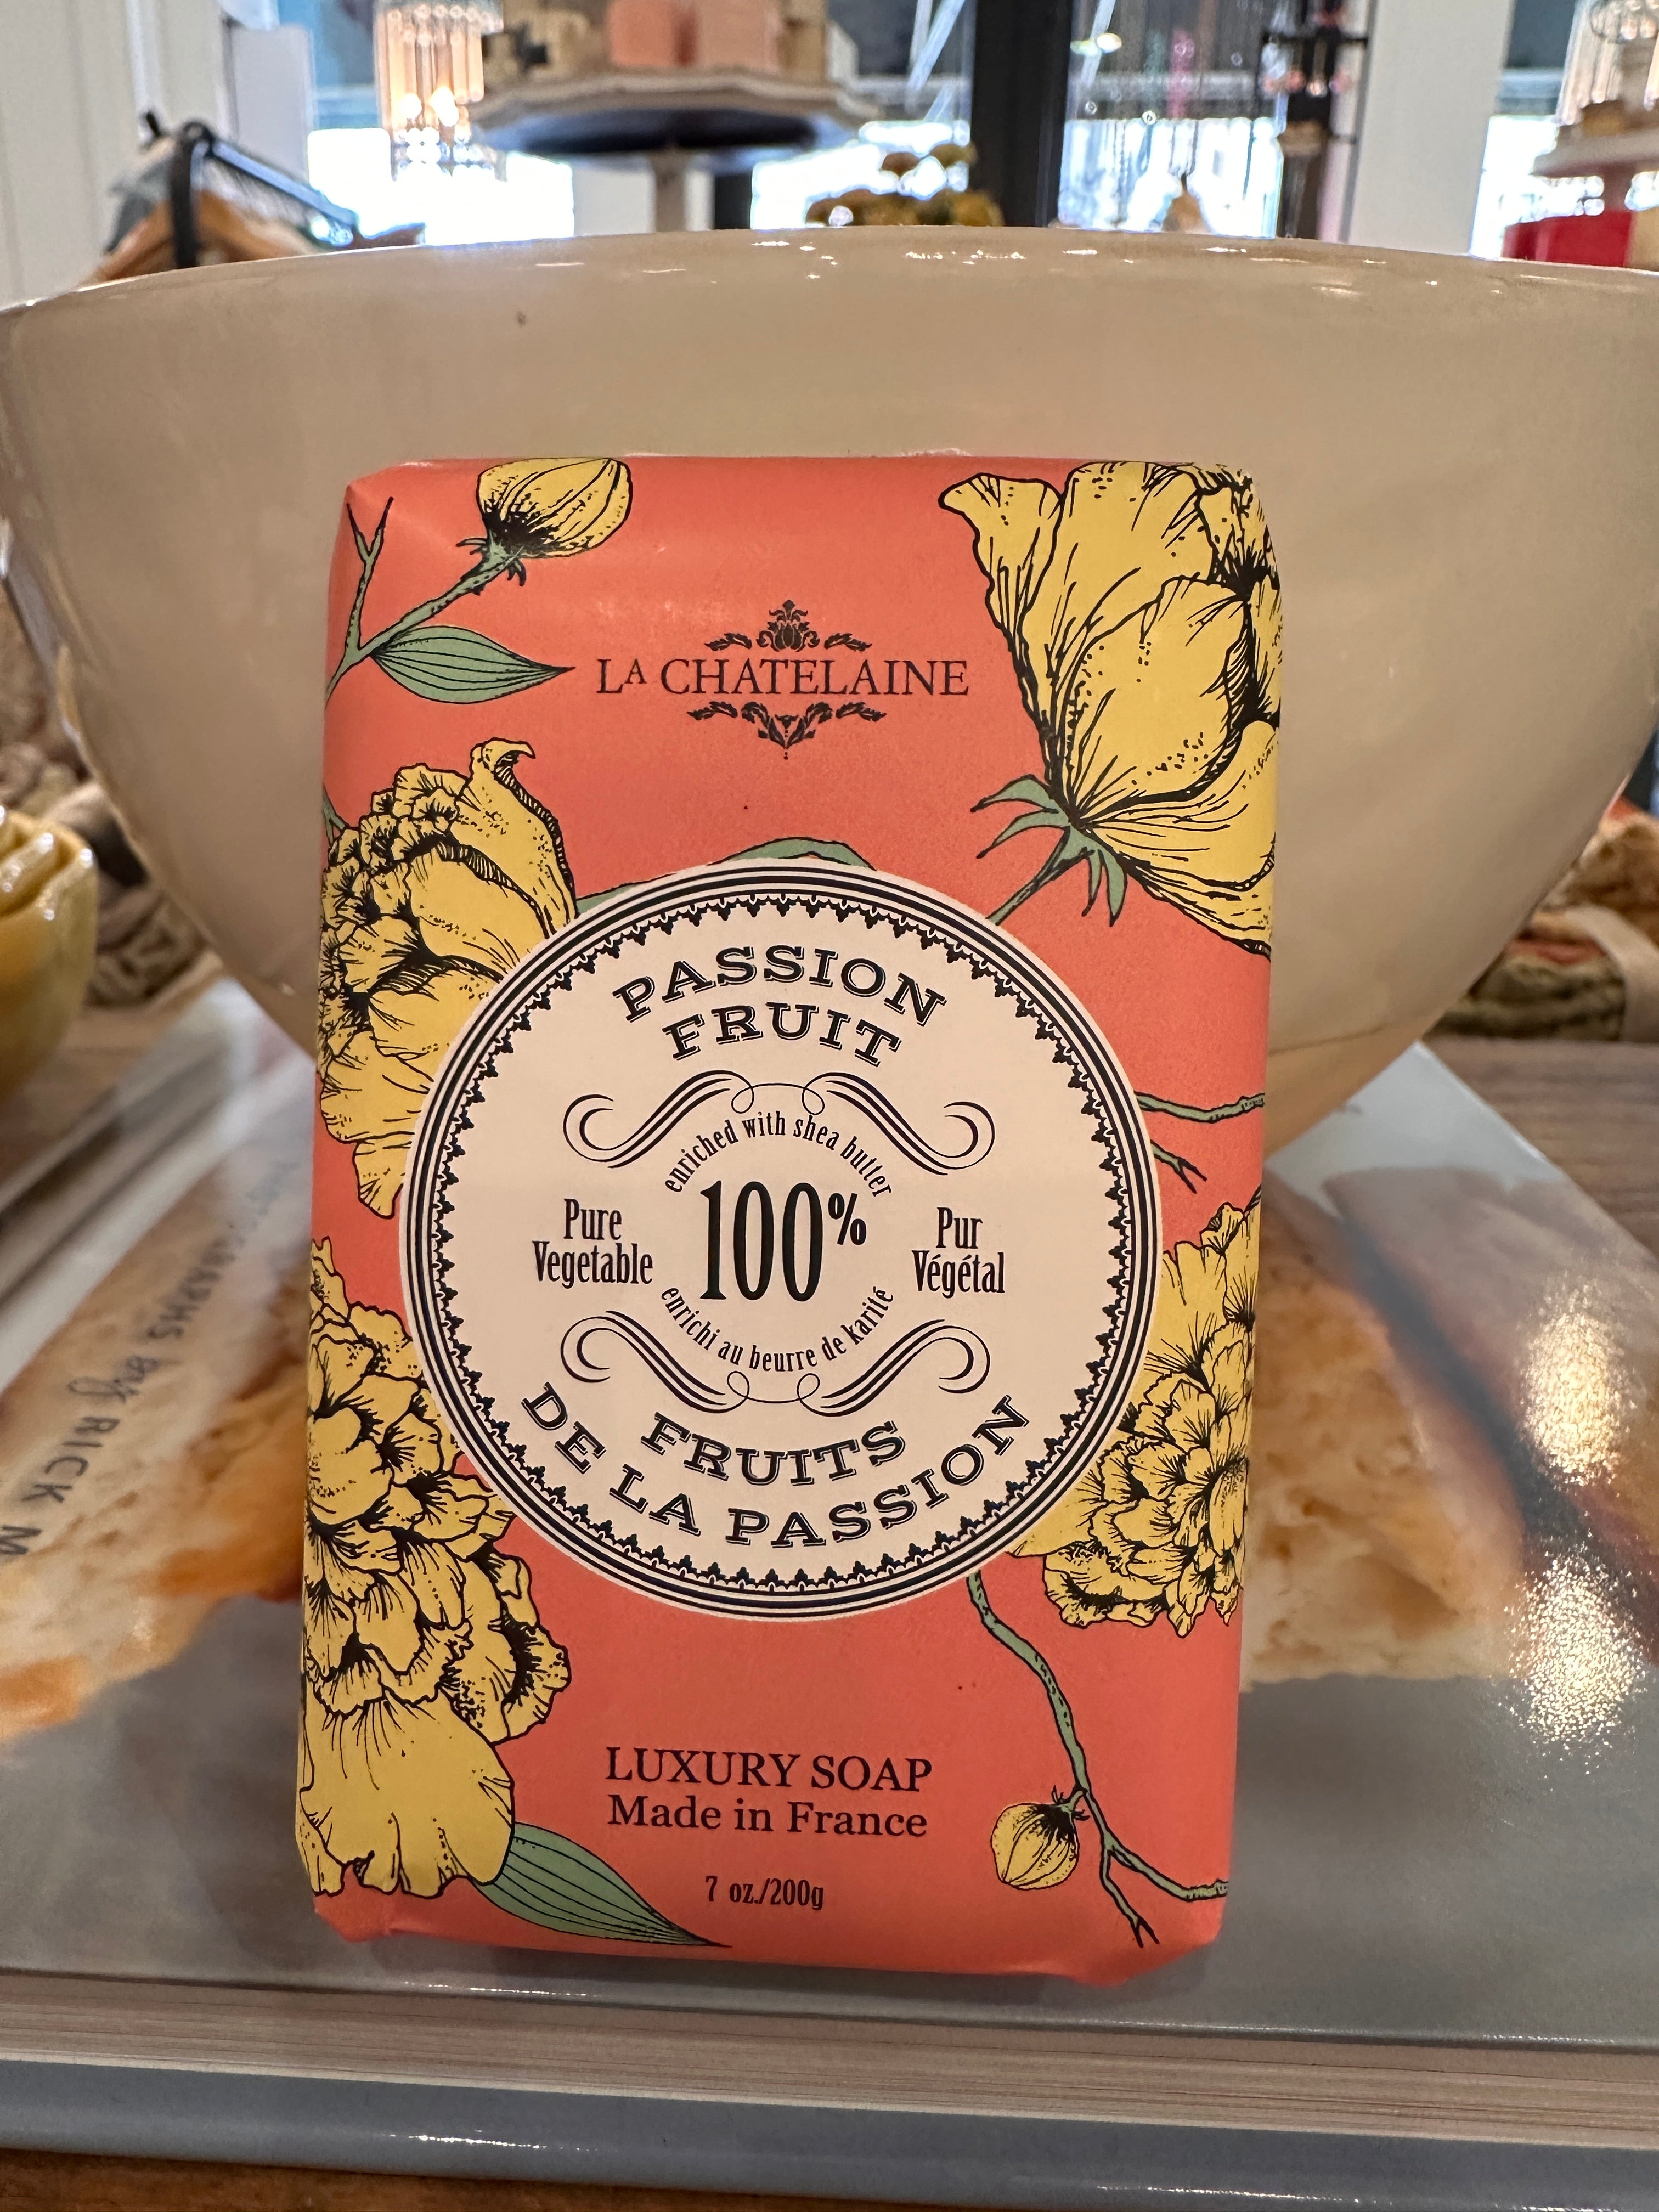 LA CHATELAINE
PASSION
FRUIT
enriched with shea butter
Pure
Vegetable
100%
Pur
Végétal
enrichi au beurre de karité
FRUITS
DE LA PASSION
LUXURY SOAP
Made in France
7 oz./200g
RICK